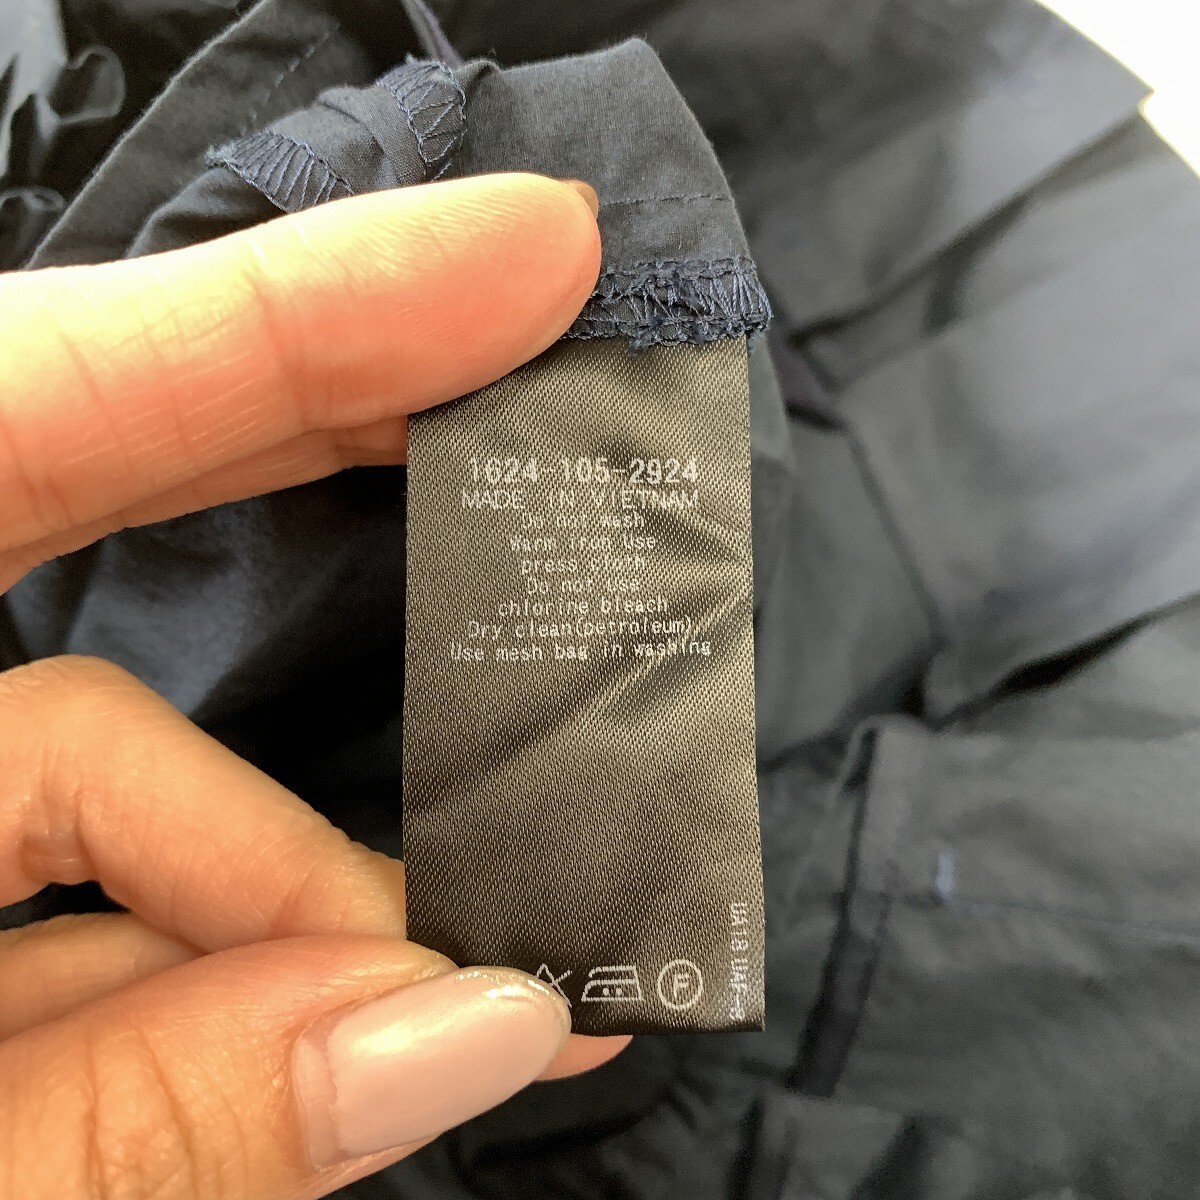 1624-105-2924
MADE IN VIETNAM
Do not wash
Warm iron use
press cloth
Do not use
chlorine bleach
Dry clean(petroleum)
Use mesh bag in washing
F